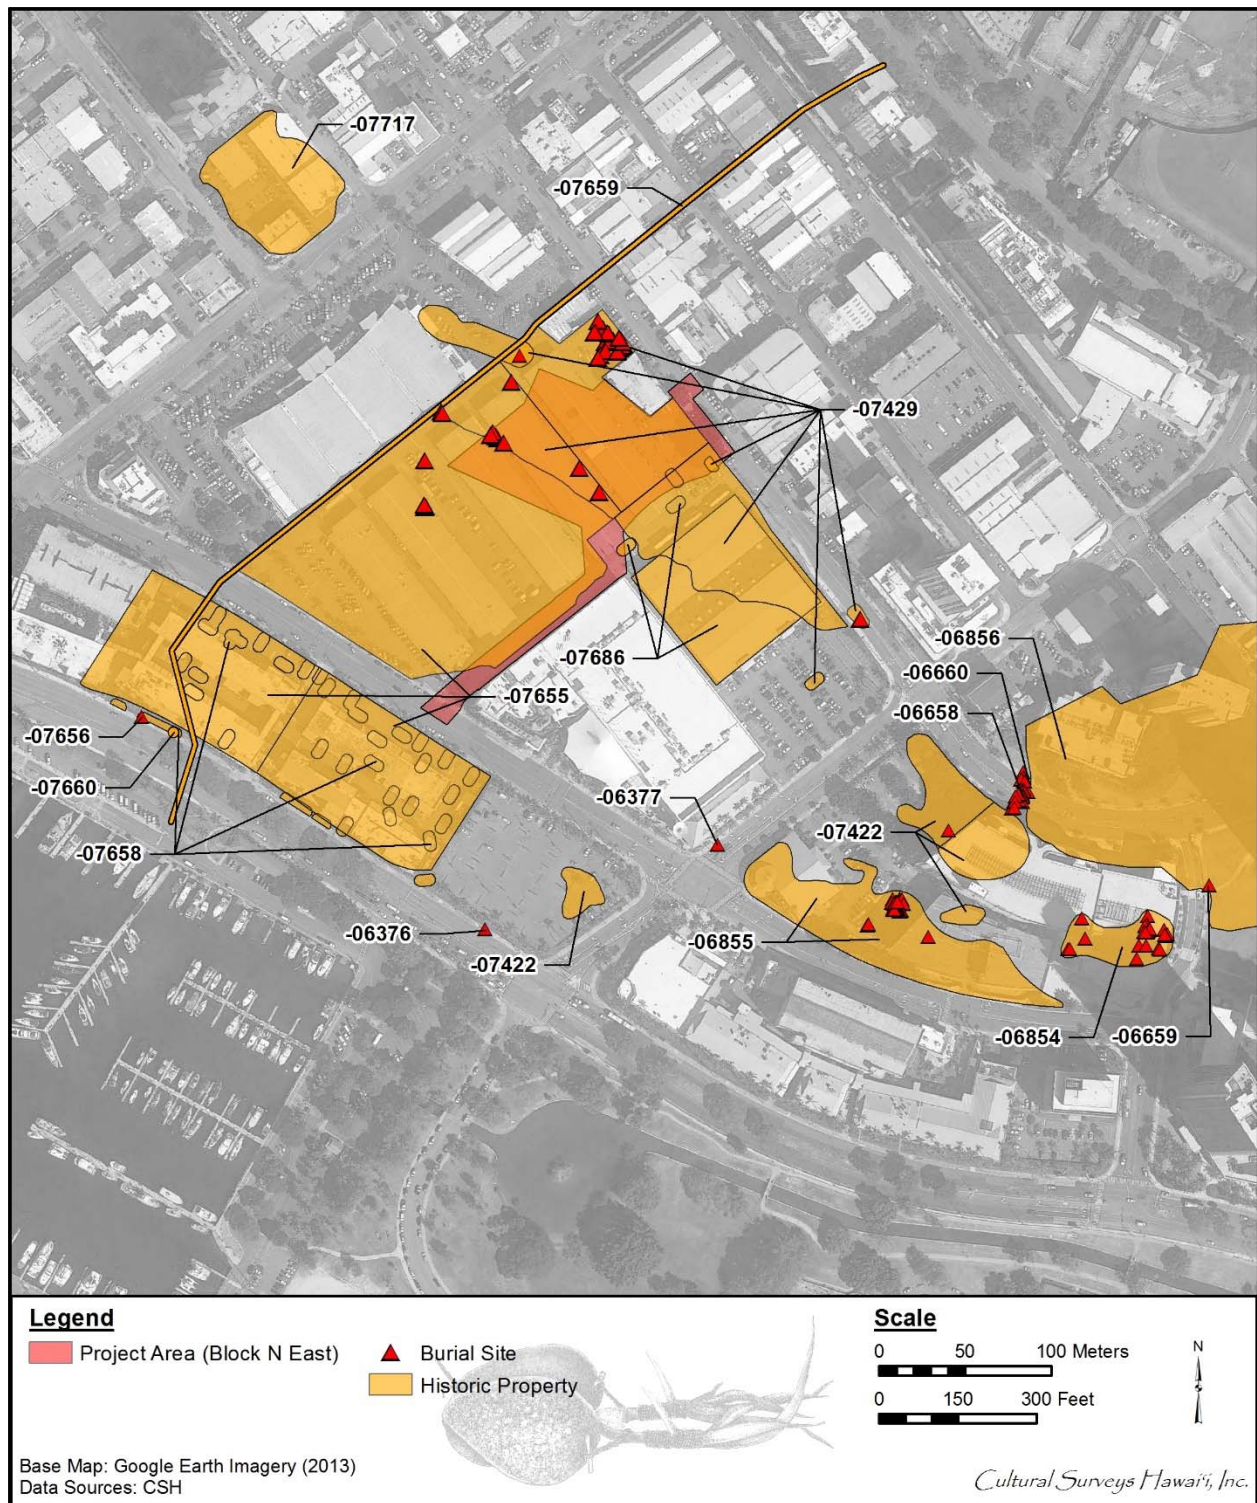 -07717
-07659
-07429
-06856
-06660
-07686
-06658
-07655
-07656
-07660
-06377
-07422
-07658
-06376
-07422
-06855
-06854
-06659
Legend
Project Area (Block N East)
Burial Site
Historic Property
Scale
0 50 100 Meters
0 150 300 Feet
N
Base Map: Google Earth Imagery (2013)
Data Sources: CSH
Cultural Surveys Hawaiʻi, Inc.